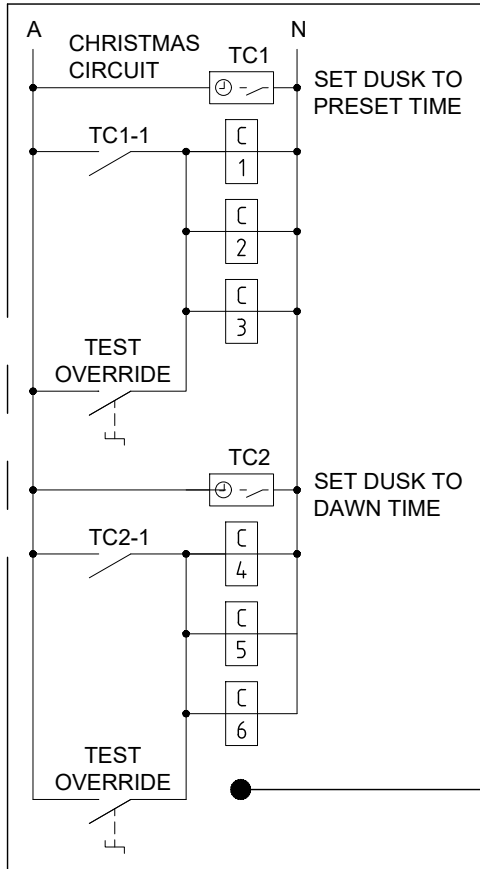 A
N
CHRISTMAS
CIRCUIT
TC1
SET DUSK TO
PRESET TIME
TC1-1
C
1
C
2
C
3
TEST
OVERRIDE
TC2
SET DUSK TO
DAWN TIME
TC2-1
C
4
C
5
C
6
TEST
OVERRIDE